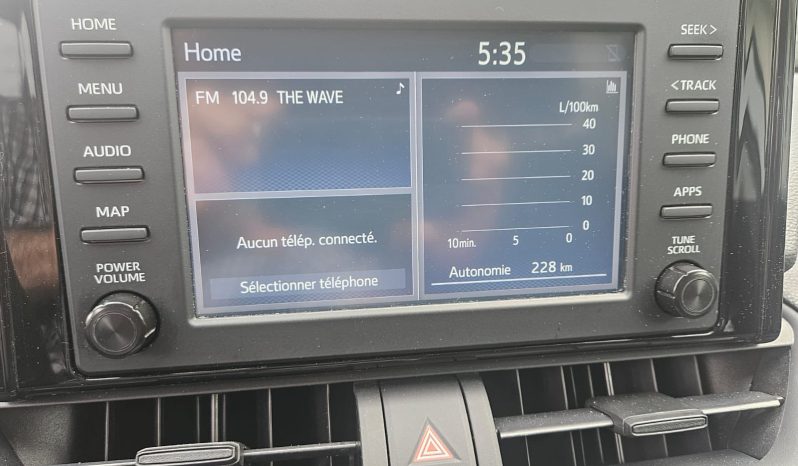 HOME
MENU
AUDIO
MAP
POWER
VOLUME
Home
5:35
FM 104.9 THE WAVE
Aucun télép. connecté.
Sélectionner téléphone
L/100km
40
30
20
10
0
10min. 5 0
Autonomie 228 km
SEEK >
< TRACK
PHONE
APPS
TUNE
SCROLL